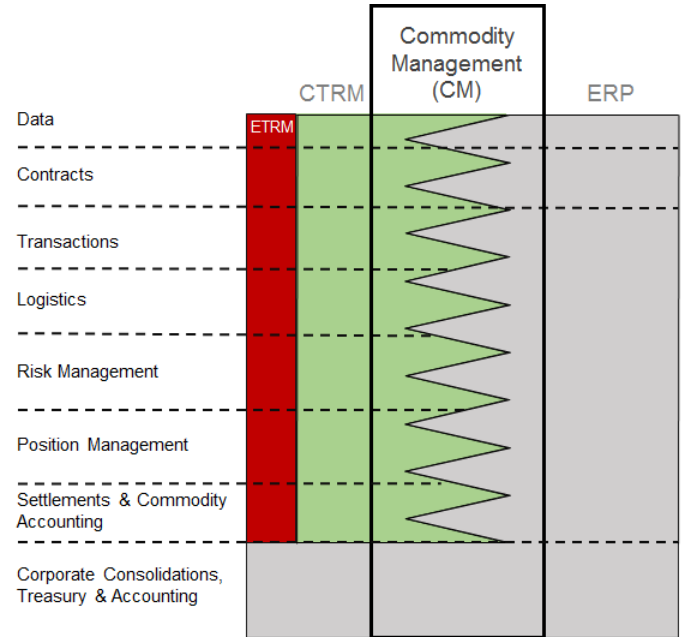 Commodity
Management
(CM)
CTRM
ERP
Data
ETRM
Contracts
Transactions
Logistics
Risk Management
Position Management
Settlements & Commodity
Accounting
Corporate Consolidations,
Treasury & Accounting